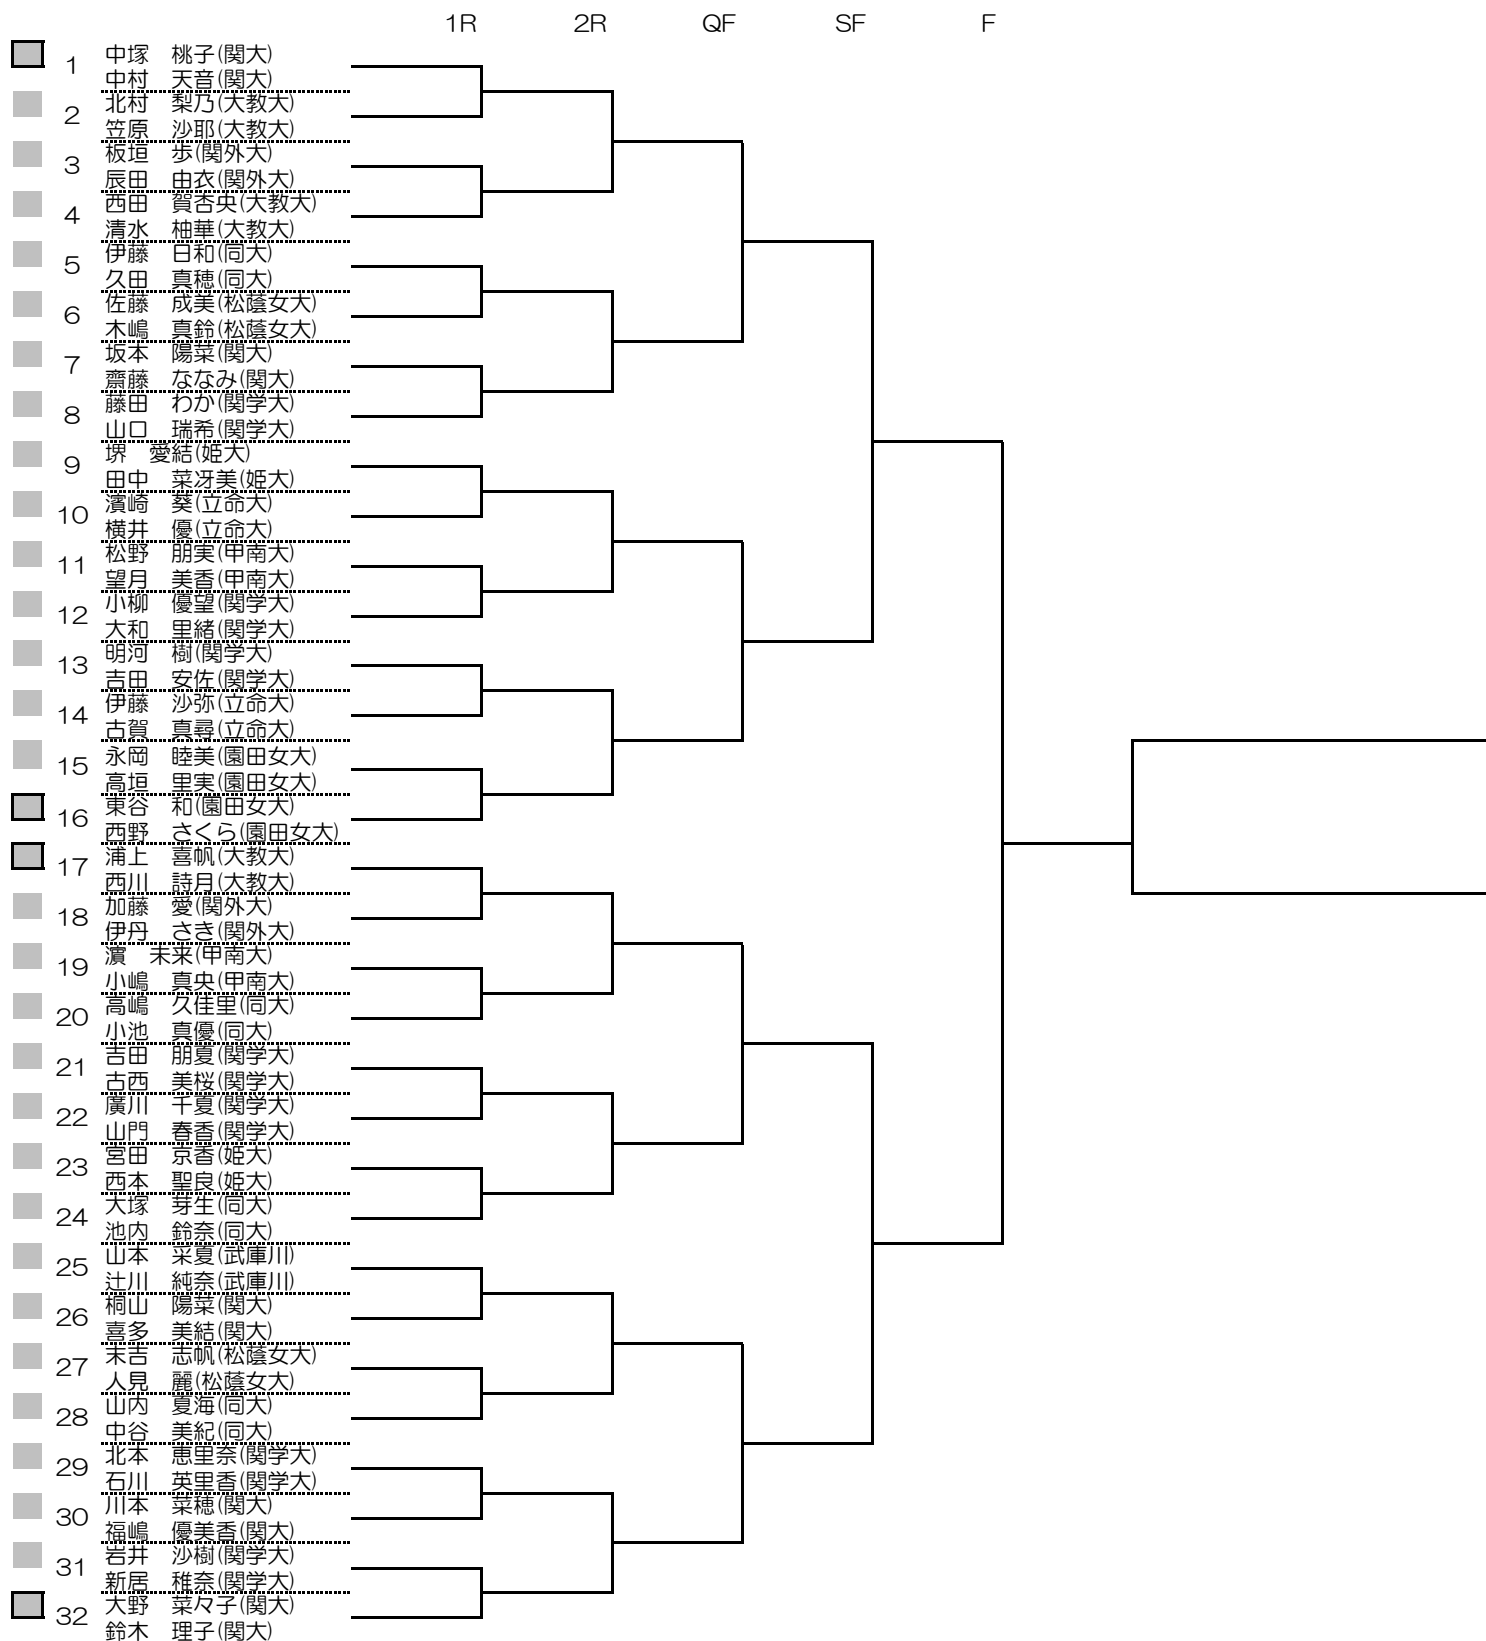 1R 2R QF SF F
中塚　桃子(関大)
1
中村　天音(関大)
北村　梨乃(大教大)
2
笠原　沙耶(大教大)
板垣　歩(関外大)
3
辰田　由衣(関外大)
西田　賀杏央(大教大)
4
清水　柚華(大教大)
伊藤　日和(同大)
5
久田　真穂(同大)
佐藤　成美(松蔭女大)
6
木嶋　真鈴(松蔭女大)
坂本　陽菜(関大)
7
齋藤　ななみ(関大)
藤田　わか(関学大)
8
山口　瑞希(関学大)
堺　愛結(姫大)
9
田中　菜冴美(姫大)
濱崎　葵(立命大)
10
横井　優(立命大)
松野　朋実(甲南大)
11
望月　美香(甲南大)
小柳　優望(関学大)
12
大和　里緒(関学大)
明河　樹(関学大)
13
吉田　安佐(関学大)
伊藤　沙弥(立命大)
14
古賀　真尋(立命大)
永岡　睦美(園田女大)
15
高垣　里実(園田女大)
東谷　和(園田女大)
16
西野　さくら(園田女大)
浦上　喜帆(大教大)
17
西川　詩月(大教大)
加藤　愛(関外大)
18
伊丹　さき(関外大)
濵　未来(甲南大)
19
小嶋　真央(甲南大)
高嶋　久佳里(同大)
20
小池　真優(同大)
吉田　朋夏(関学大)
21
古西　美桜(関学大)
廣川　千夏(関学大)
22
山門　春香(関学大)
宮田　京香(姫大)
23
西本　聖良(姫大)
大塚　芽生(同大)
24
池内　鈴奈(同大)
山本　采夏(武庫川)
25
辻川　純奈(武庫川)
桐山　陽菜(関大)
26
喜多　美結(関大)
末吉　志帆(松蔭女大)
27
人見　麗(松蔭女大)
山内　夏海(同大)
28
中谷　美紀(同大)
北本　恵里奈(関学大)
29
石川　英里香(関学大)
川本　菜穂(関大)
30
福嶋　優美香(関大)
岩井　沙樹(関学大)
31
新居　稚奈(関学大)
大野　菜々子(関大)
32
鈴木　理子(関大)